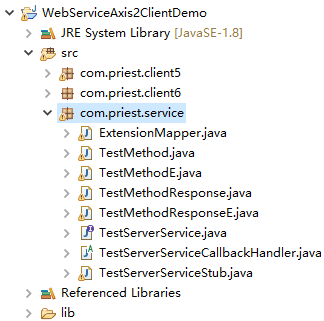 WebServiceAxis2ClientDemo
JRE System Library [JavaSE-1.8]
src
com.priest.client5
com.priest.client6
com.priest.service
ExtensionMapper.java
TestMethod.java
TestMethodE.java
TestMethodResponse.java
TestMethodResponseE.java
TestServerService.java
TestServerServiceCallbackHandler.java
TestServerServiceStub.java
Referenced Libraries
lib